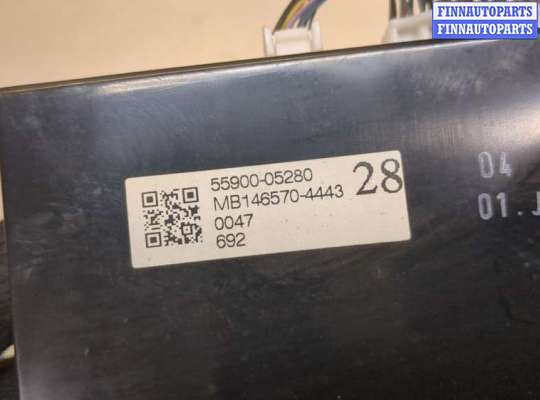 FINNAUTOPARTS
FINNAUTOPARTS
55900-05280
MB146570-4443 28
0047
692
04
01.J